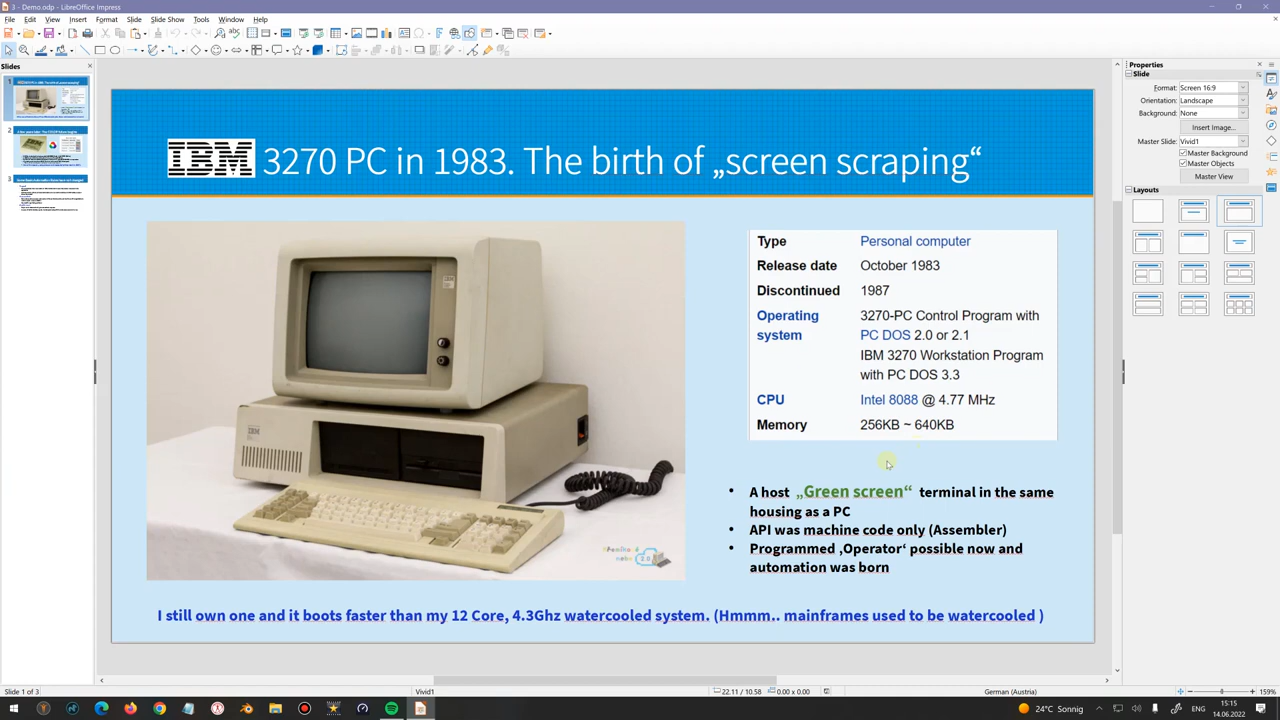 3 - Demo.odp - LibreOffice Impress
File Edit View Insert Format Slide Slide Show Tools Window Help
Slides
1
2
3
IBM 3270 PC in 1983. The birth of „screen scraping“
Type Personal computer
Release date October 1983
Discontinued 1987
Operating 3270-PC Control Program with
system PC DOS 2.0 or 2.1
IBM 3270 Workstation Program
with PC DOS 3.3
CPU Intel 8088 @ 4.77 MHz
Memory 256KB ~ 640KB
• A host „Green screen“ terminal in the same
housing as a PC
• API was machine code only (Assembler)
• Programmed ‚Operator‘ possible now and
automation was born
I still own one and it boots faster than my 12 Core, 4.3Ghz watercooled system. (Hmmm.. mainframes used to be watercooled )
Properties
Slide
Format: Screen 16:9
Orientation: Landscape
Background: None
Insert Image...
Master Slide: Vivid1
Master Background
Master Objects
Master View
Layouts
Slide 1 of 3
Vivid1
22.11 / 10.58
0.00 x 0.00
German (Austria)
159%
24°C Sonnig
ENG
15:15
14.06.2022